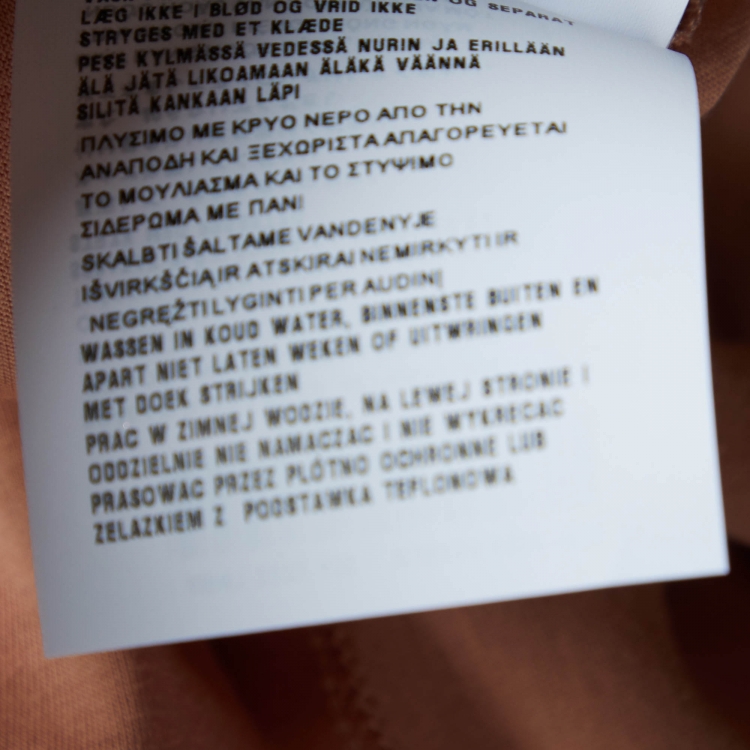 OG SEPARAT
LÆG IKKE I BLØD OG VRID IKKE
STRYGES MED ET KLÆDE
PESE KYLMÄSSÄ VEDESSÄ NURIN JA ERILLÄÄN
ÄLÄ JÄTÄ LIKOAMAAN ÄLÄKÄ VÄÄNNÄ
SILITÄ KANKAAN LÄPI
ΠΛΥΣΙΜΟ ΜΕ ΚΡΥΟ ΝΕΡΟ ΑΠΟ ΤΗΝ
ΑΝΑΠΟΔΗ ΚΑΙ ΞΕΧΩΡΙΣΤΑ ΑΠΑΓΟΡΕΥΕΤΑΙ
ΤΟ ΜΟΥΛΙΑΣΜΑ ΚΑΙ ΤΟ ΣΤΥΨΙΜΟ
ΣΙΔΕΡΩΜΑ ΜΕ ΠΑΝΙ
SKALBTI ŠALTAME VANDENYJE
IŠVIRKŠČIĄ IR ATSKIRAI NEMIRKYTI IR
NEGRĘŽTI LYGINTI PER AUDINĮ
WASSEN IN KOUD WATER, BINNENSTE BUITEN EN
APART NIET LATEN WEKEN OF UITWRINGEN
MET DOEK STRIJKEN
PRAC W ZIMNEJ WODZIE, NA LEWEJ STRONIE I
ODDZIELNIE NIE NAMACZAC I NIE WYKRECAC
PRASOWAC PRZEZ PLÓTNO OCHRONNE LUB
ZELAZKIEM Z PODSTAWKA TEFLONOWA